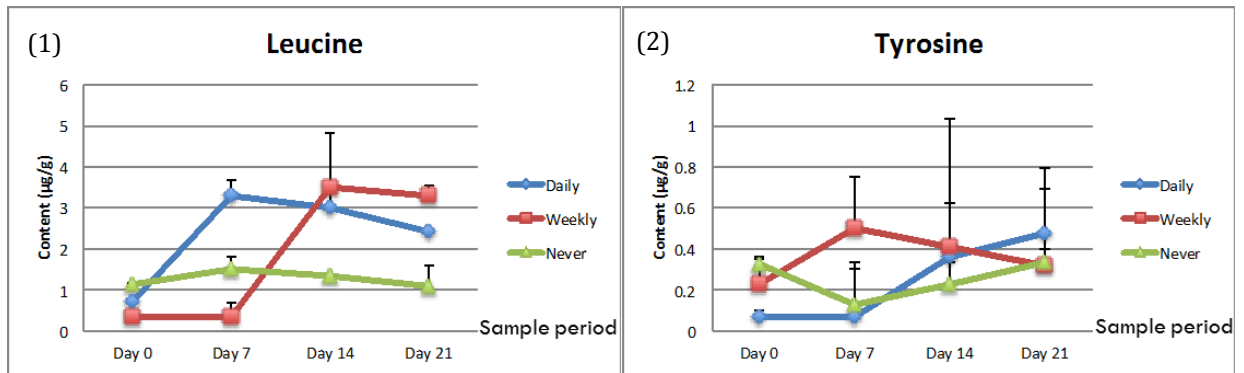 (1)
Leucine
Content (µg/g)
6
5
4
3
2
1
0
Day 0 Day 7 Day 14 Day 21
Sample period
Daily
Weekly
Never
(2)
Tyrosine
Content (µg/g)
1.2
1
0.8
0.6
0.4
0.2
0
Day 0 Day 7 Day 14 Day 21
Sample period
Daily
Weekly
Never